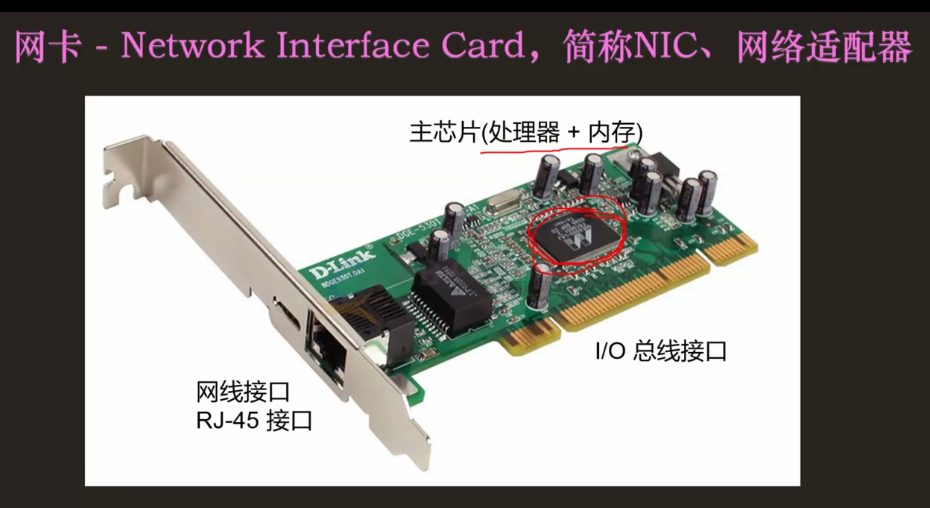 网卡 - Network Interface Card，简称NIC、网络适配器
主芯片(处理器 + 内存)
D-Link
I/O 总线接口
网线接口
RJ-45 接口